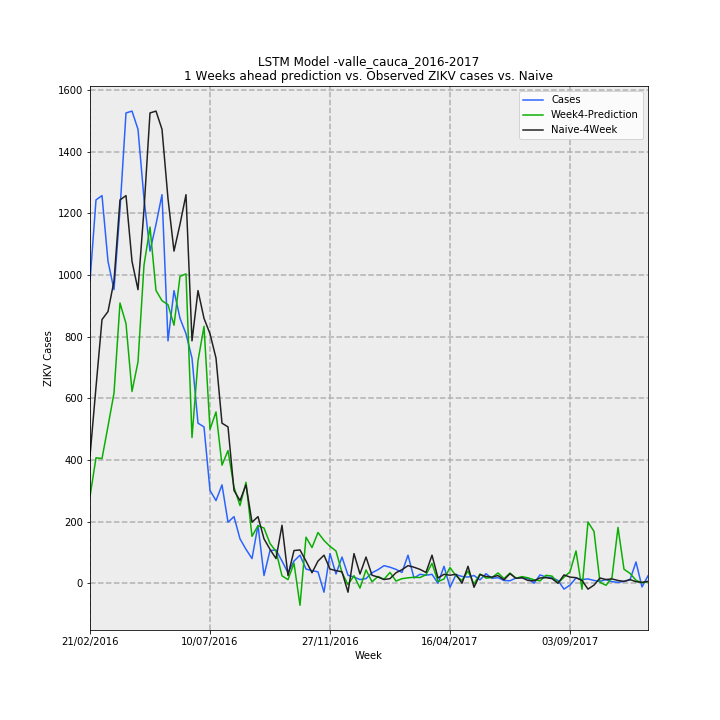 LSTM Model -valle_cauca_2016-2017
1 Weeks ahead prediction vs. Observed ZIKV cases vs. Naive
Cases
Week4-Prediction
Naive-4Week
ZIKV Cases
1600
1400
1200
1000
800
600
400
200
0
21/02/2016 10/07/2016 27/11/2016 16/04/2017 03/09/2017
Week